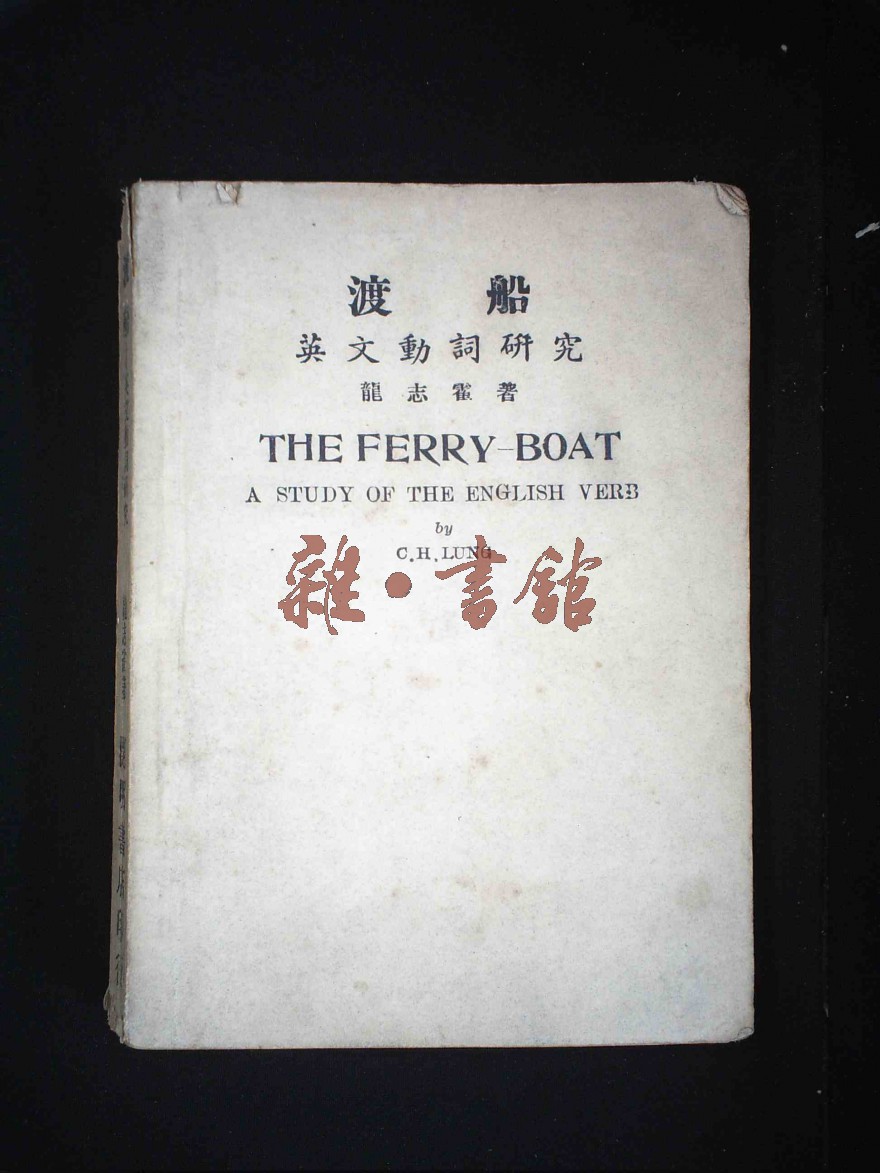 渡船
英文動詞研究
龍志霍著
THE FERRY-BOAT
A STUDY OF THE ENGLISH VERB
by
C.H.LUNG
雜·書館